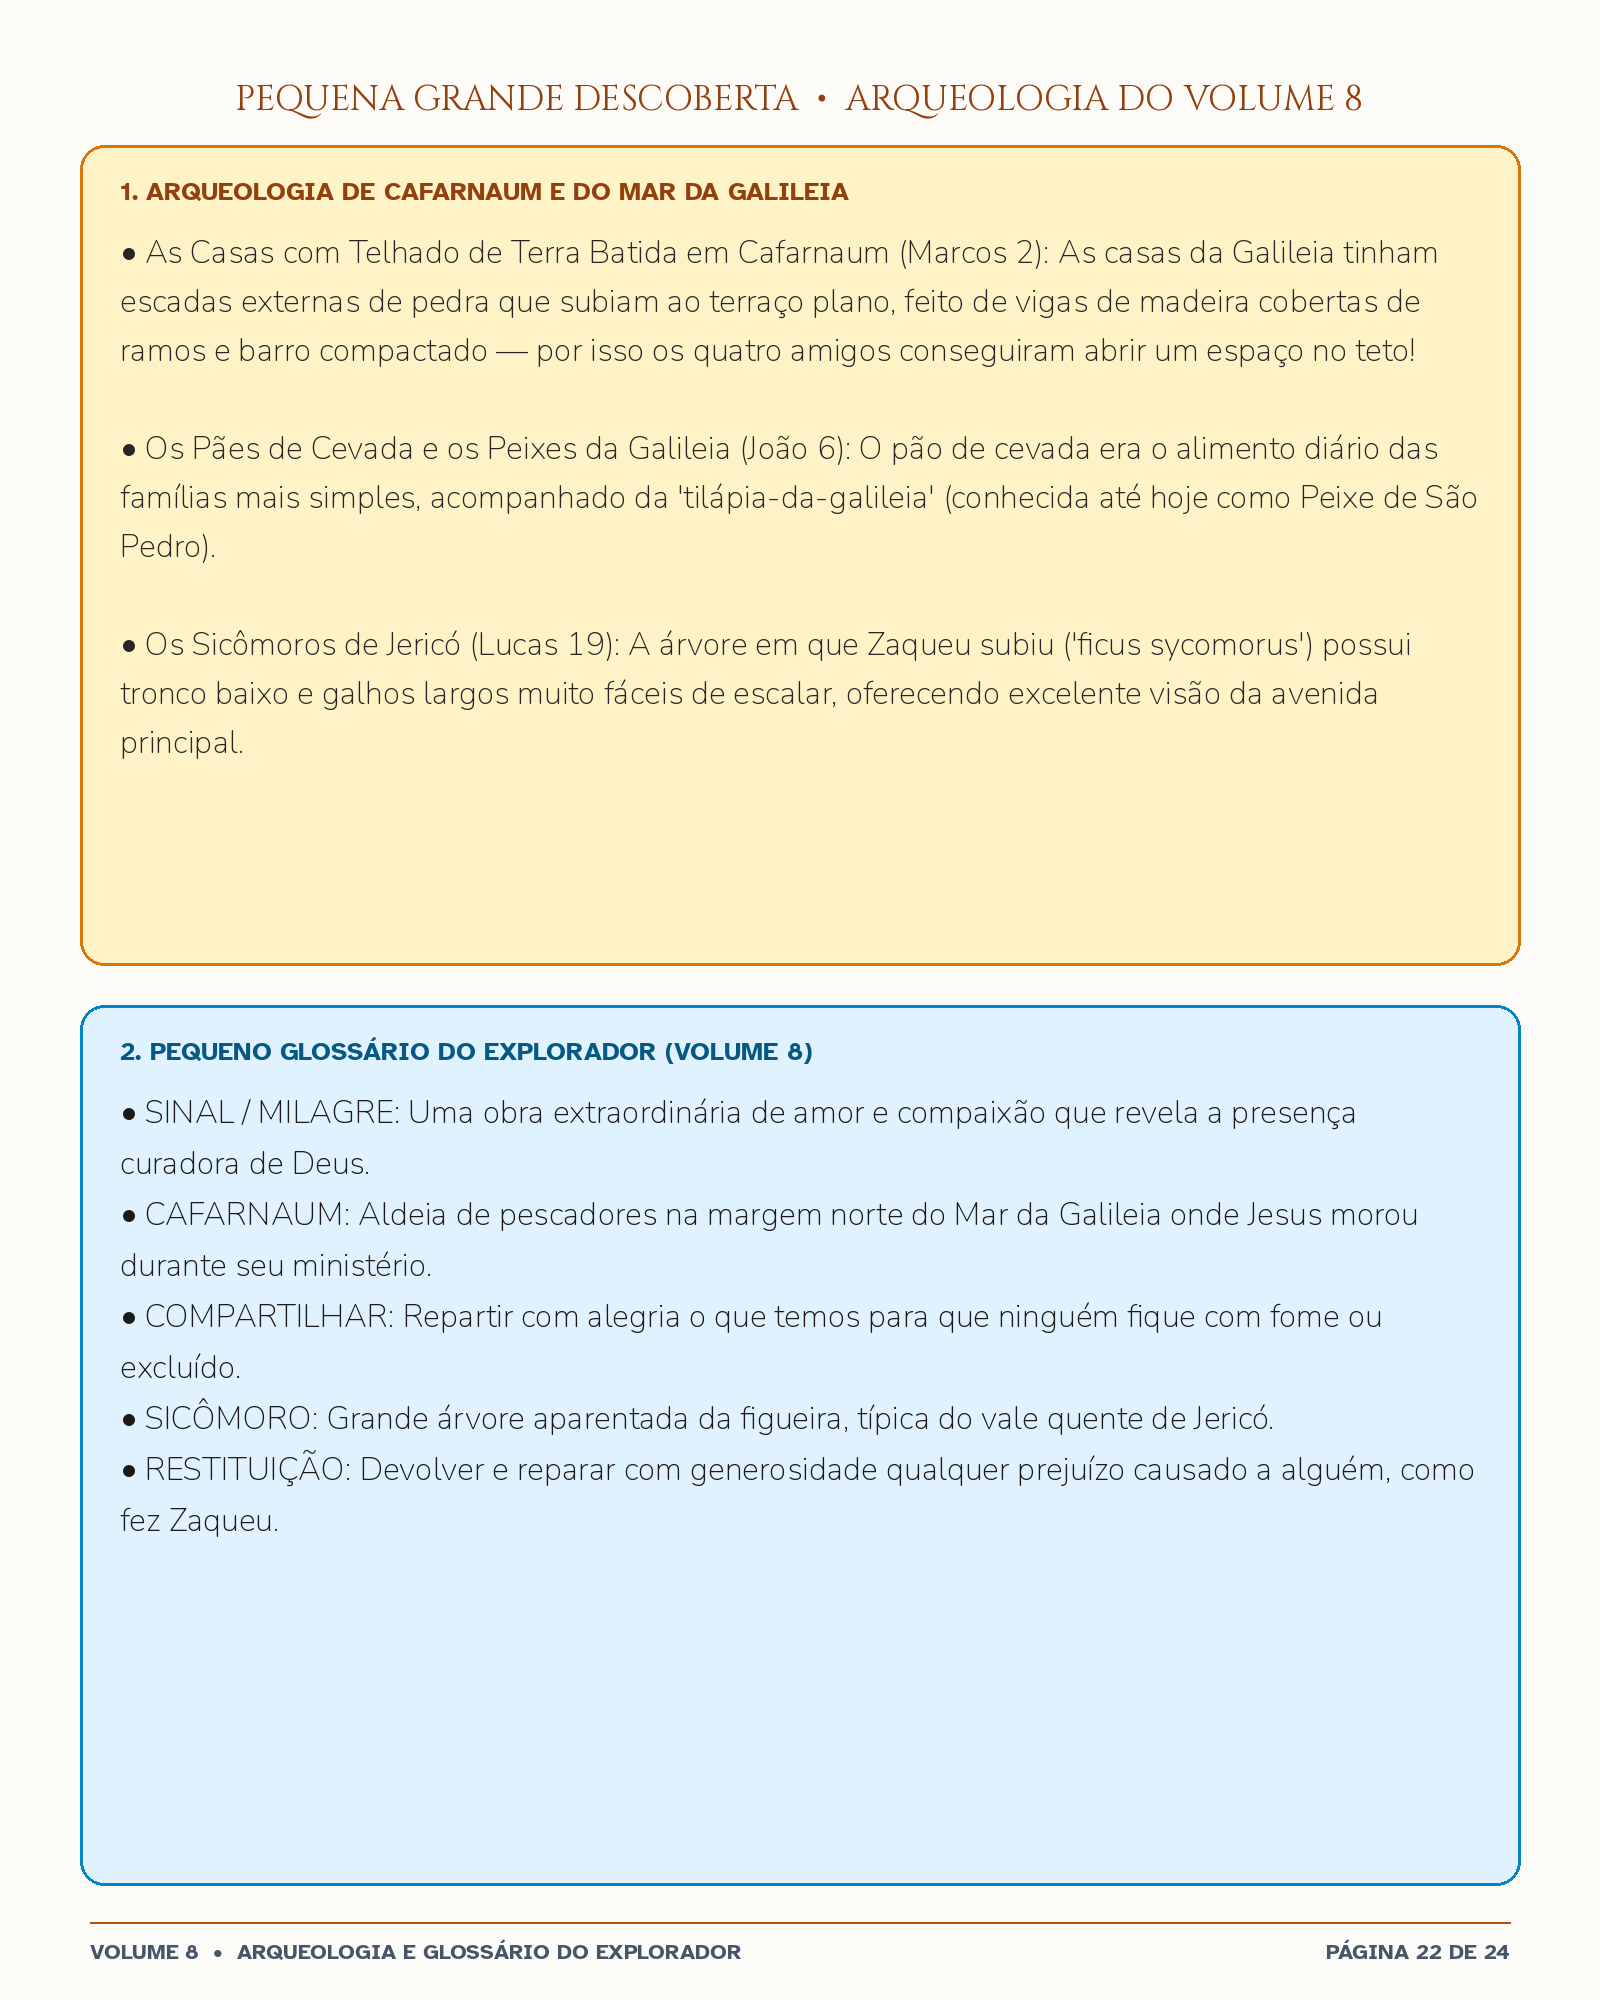 PEQUENA GRANDE DESCOBERTA • ARQUEOLOGIA DO VOLUME 8
1. ARQUEOLOGIA DE CAFARNAUM E DO MAR DA GALILEIA
• As Casas com Telhado de Terra Batida em Cafarnaum (Marcos 2): As casas da Galileia tinham
escadas externas de pedra que subiam ao terraço plano, feito de vigas de madeira cobertas de
ramos e barro compactado — por isso os quatro amigos conseguiram abrir um espaço no teto!
• Os Pães de Cevada e os Peixes da Galileia (João 6): O pão de cevada era o alimento diário das
famílias mais simples, acompanhado da 'tilápia-da-galileia' (conhecida até hoje como Peixe de São
Pedro).
• Os Sicômoros de Jericó (Lucas 19): A árvore em que Zaqueu subiu ('ficus sycomorus') possui
tronco baixo e galhos largos muito fáceis de escalar, oferecendo excelente visão da avenida
principal.
2. PEQUENO GLOSSÁRIO DO EXPLORADOR (VOLUME 8)
• SINAL / MILAGRE: Uma obra extraordinária de amor e compaixão que revela a presença
curadora de Deus.
• CAFARNAUM: Aldeia de pescadores na margem norte do Mar da Galileia onde Jesus morou
durante seu ministério.
• COMPARTILHAR: Repartir com alegria o que temos para que ninguém fique com fome ou
excluído.
• SICÔMORO: Grande árvore aparentada da figueira, típica do vale quente de Jericó.
• RESTITUIÇÃO: Devolver e reparar com generosidade qualquer prejuízo causado a alguém, como
fez Zaqueu.
VOLUME 8 • ARQUEOLOGIA E GLOSSÁRIO DO EXPLORADOR
PÁGINA 22 DE 24